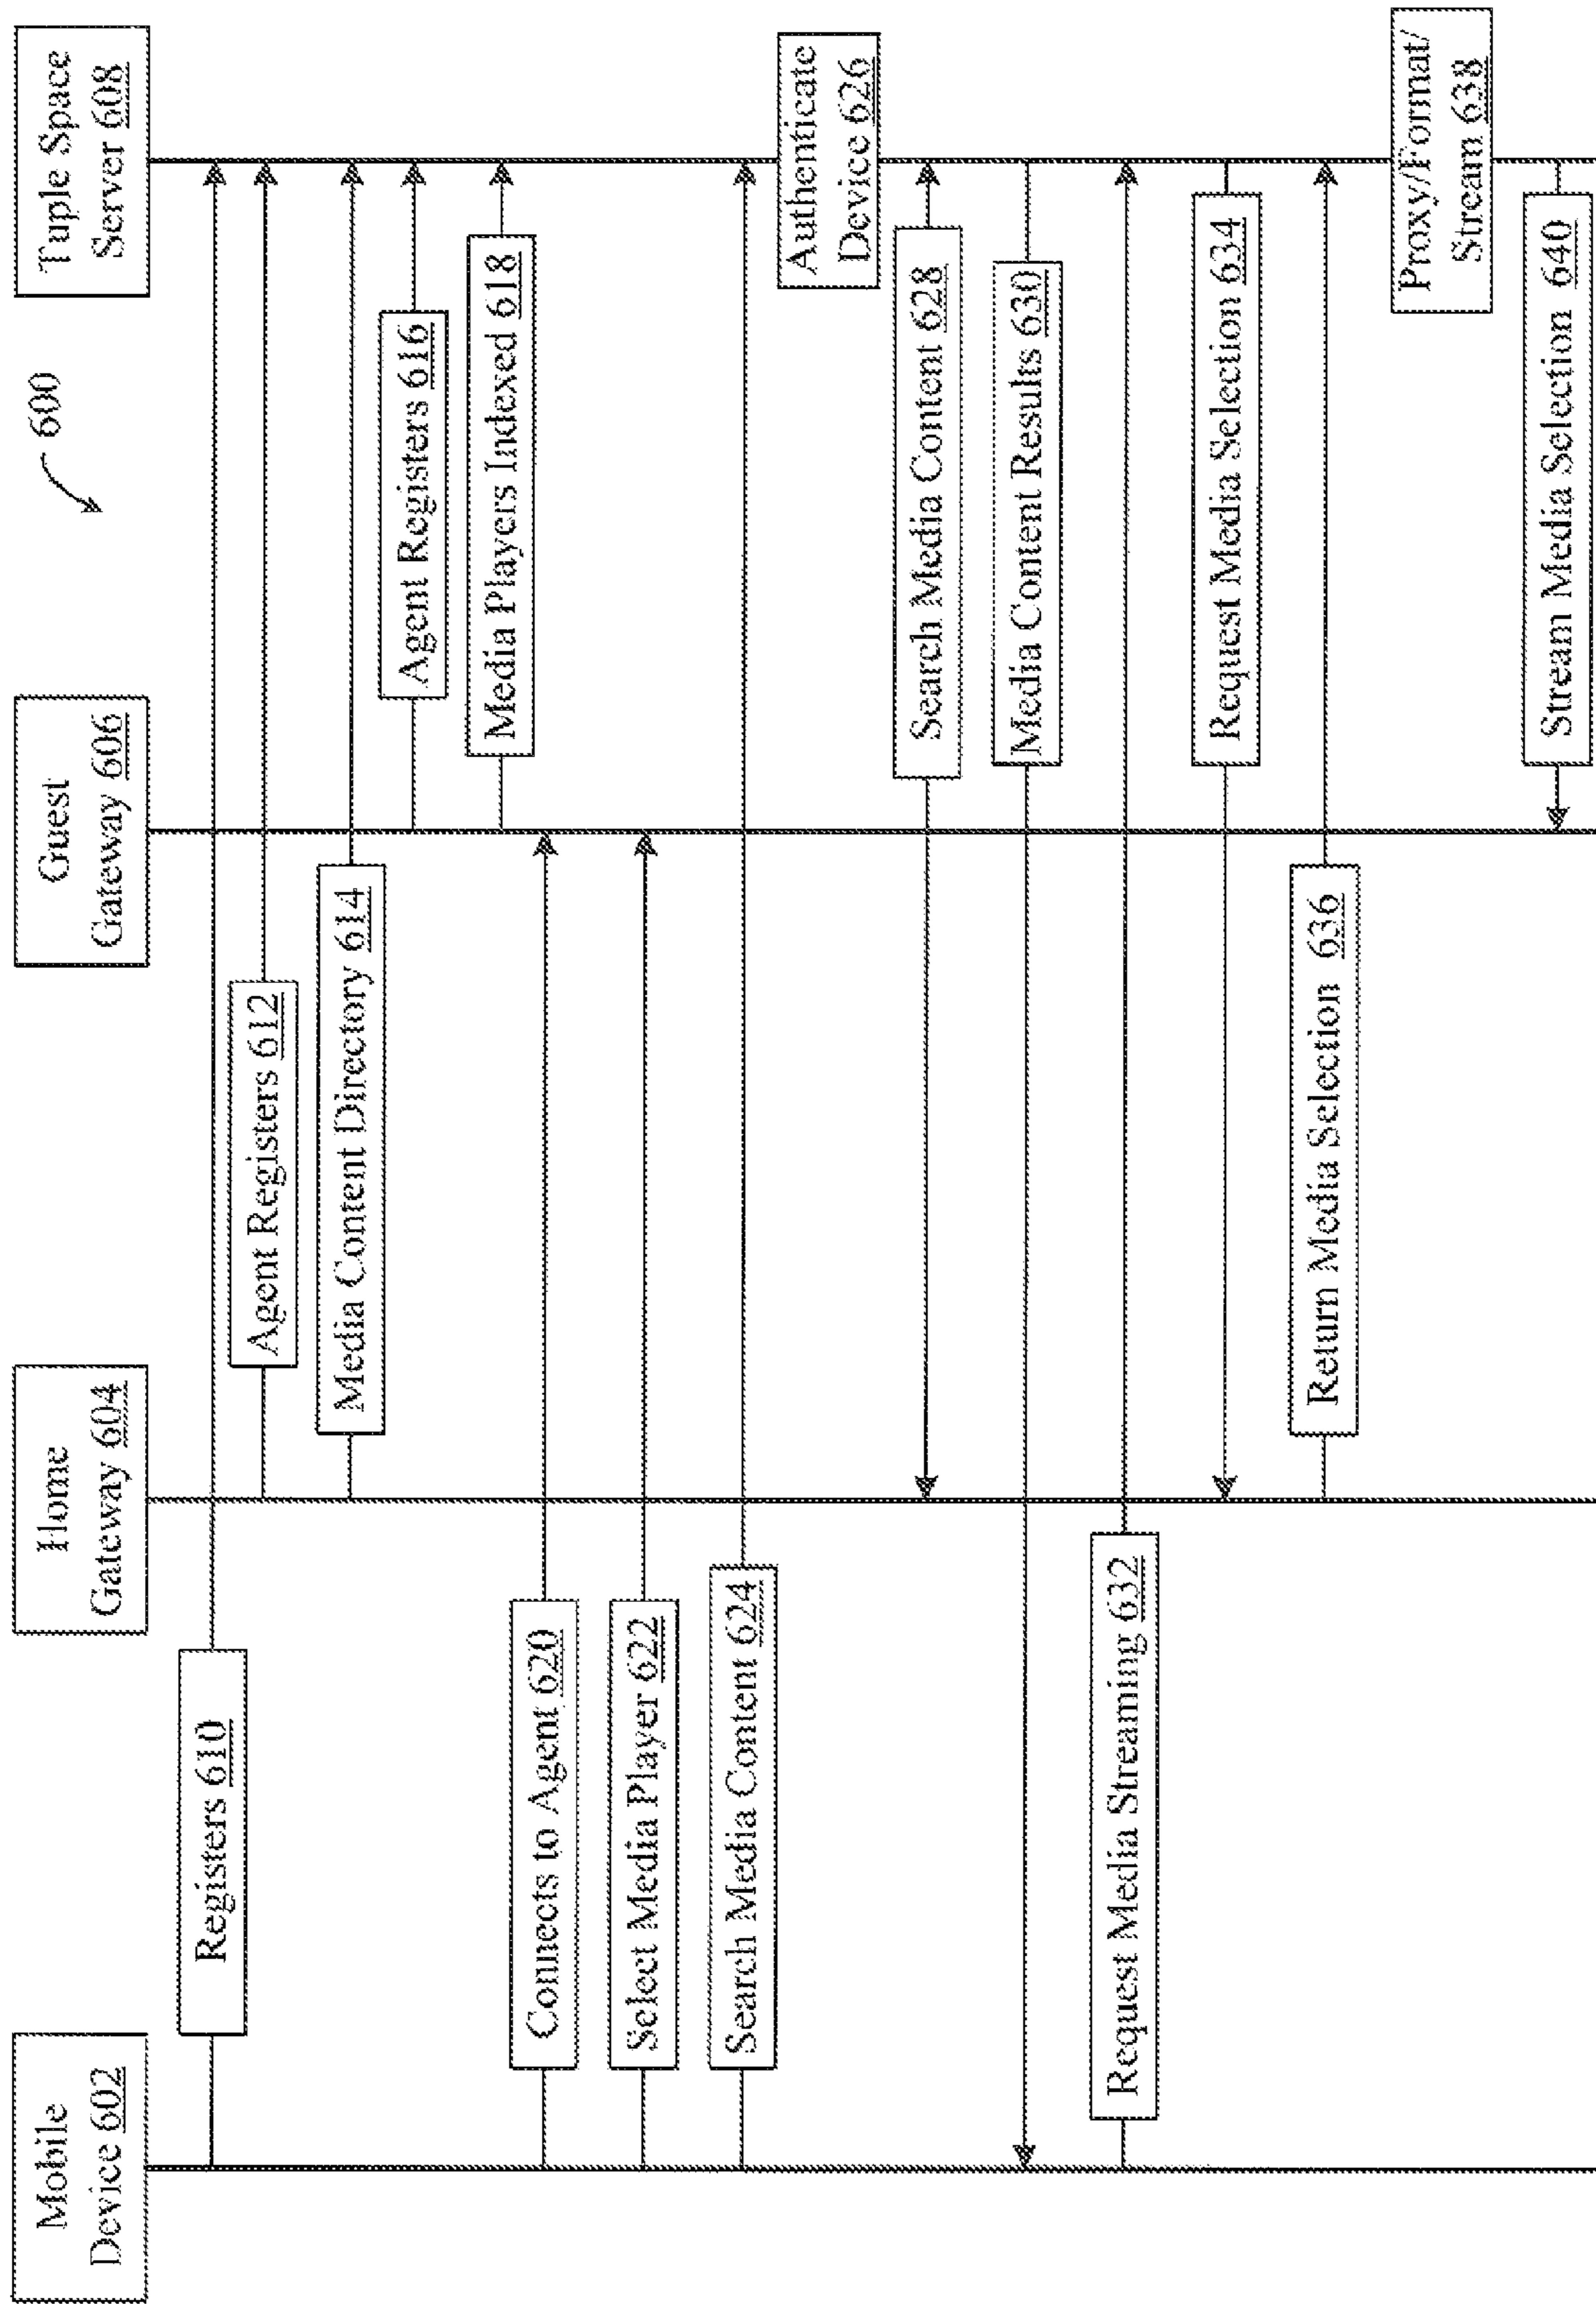 Mobile
Device 602
Home
Gateway 604
Guest
Gateway 606
Tuple Space
Server 608
600
Registers 610
Agent Registers 612
Media Content Directory 614
Agent Registers 616
Media Players Indexed 618
Connects to Agent 620
Select Media Player 622
Search Media Content 624
Authenticate
Device 626
Search Media Content 628
Media Content Results 630
Request Media Streaming 632
Request Media Selection 634
Return Media Selection 636
Proxy/Format/
Stream 638
Stream Media Selection 640